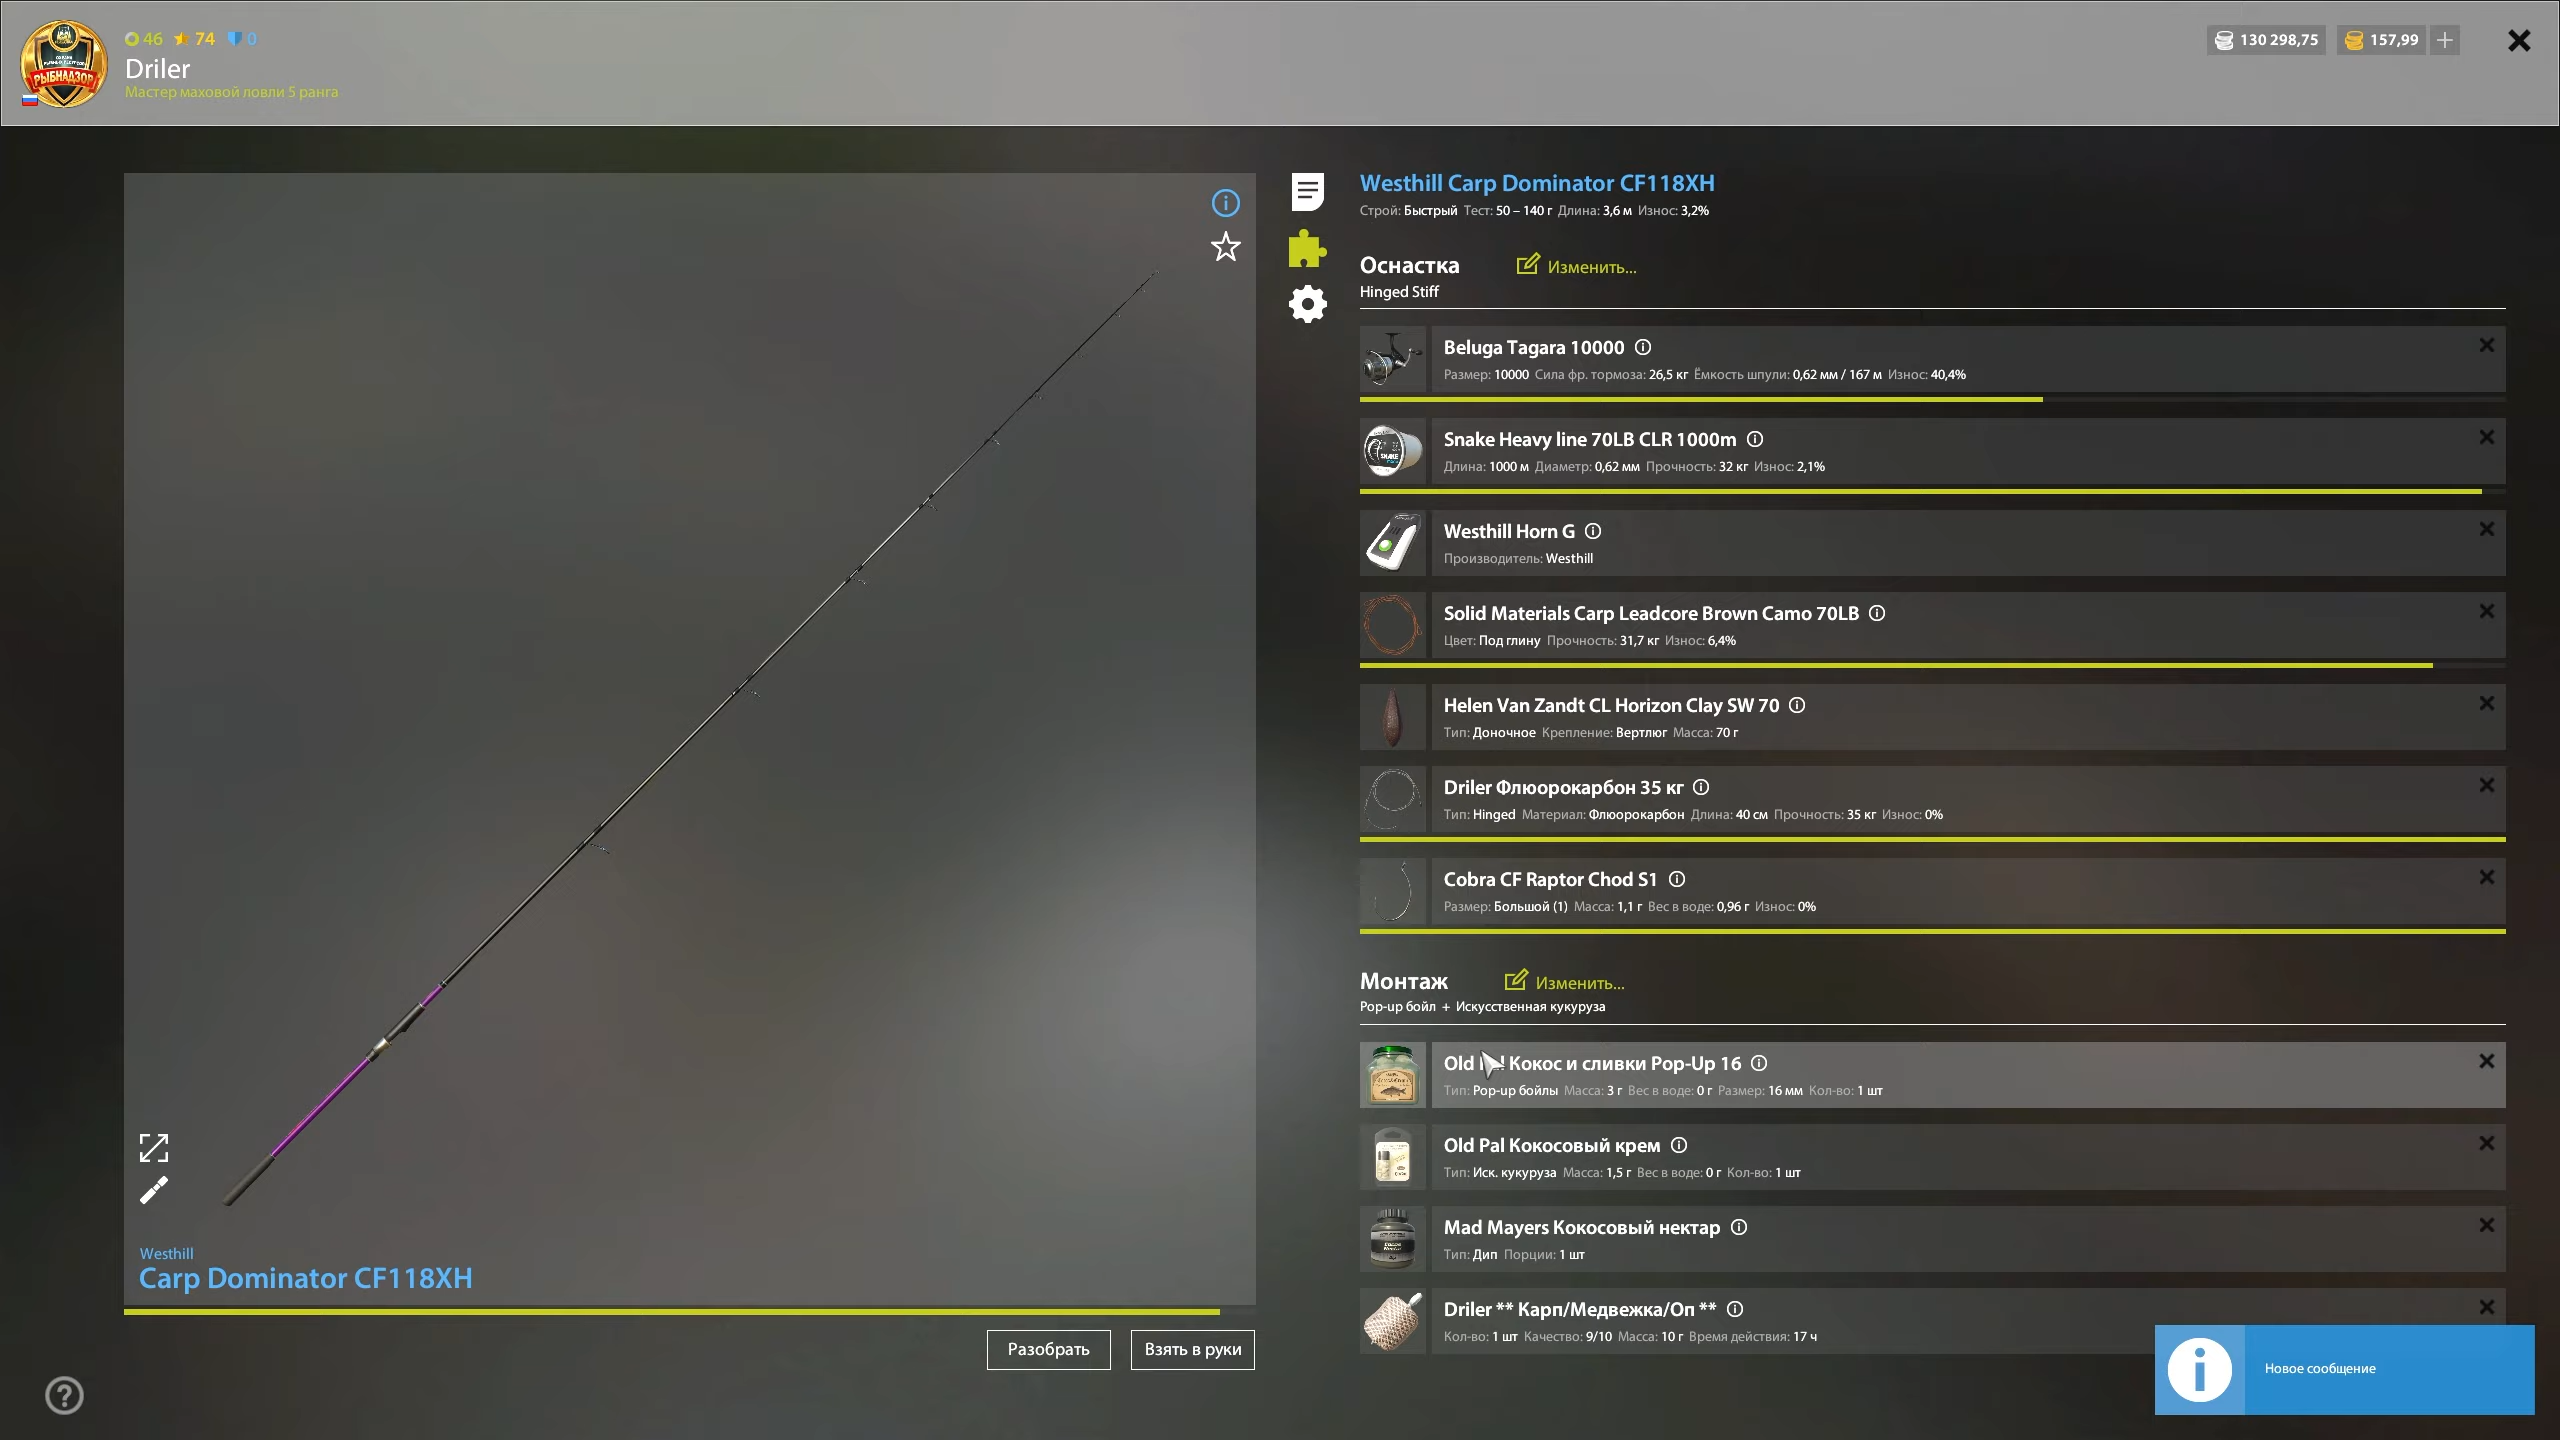 46 74 0
Driler
Мастер маховой ловли 5 ранга
РЫБНАДЗОР
130 298,75 157,99
Westhill Carp Dominator CF118XH
Строй: Быстрый Тест: 50 – 140 г Длина: 3,6 м Износ: 3,2%
Оснастка Изменить...
Hinged Stiff
Beluga Tagara 10000
Размер: 10000 Сила фр. тормоза: 26,5 кг Ёмкость шпули: 0,62 мм / 167 м Износ: 40,4%
Snake Heavy line 70LB CLR 1000m
Длина: 1000 м Диаметр: 0,62 мм Прочность: 32 кг Износ: 2,1%
Westhill Horn G
Производитель: Westhill
Solid Materials Carp Leadcore Brown Camo 70LB
Цвет: Под глину Прочность: 31,7 кг Износ: 6,4%
Helen Van Zandt CL Horizon Clay SW 70
Тип: Доночное Крепление: Вертлюг Масса: 70 г
Driler Флюорокарбон 35 кг
Тип: Hinged Материал: Флюорокарбон Длина: 40 см Прочность: 35 кг Износ: 0%
Cobra CF Raptor Chod S1
Размер: Большой (1) Масса: 1,1 г Вес в воде: 0,96 г Износ: 0%
Монтаж Изменить...
Pop-up бойл + Искусственная кукуруза
Old Кокос и сливки Pop-Up 16
Тип: Pop-up бойлы Масса: 3 г Вес в воде: 0 г Размер: 16 мм Кол-во: 1 шт
Old Pal Кокосовый крем
Тип: Иск. кукуруза Масса: 1,5 г Вес в воде: 0 г Кол-во: 1 шт
Mad Mayers Кокосовый нектар
Тип: Дип Порции: 1 шт
Driler ** Карп/Медвежка/Оп **
Кол-во: 1 шт Качество: 9/10 Масса: 10 г Время действия: 17 ч
Westhill
Carp Dominator CF118XH
Разобрать Взять в руки
Новое сообщение